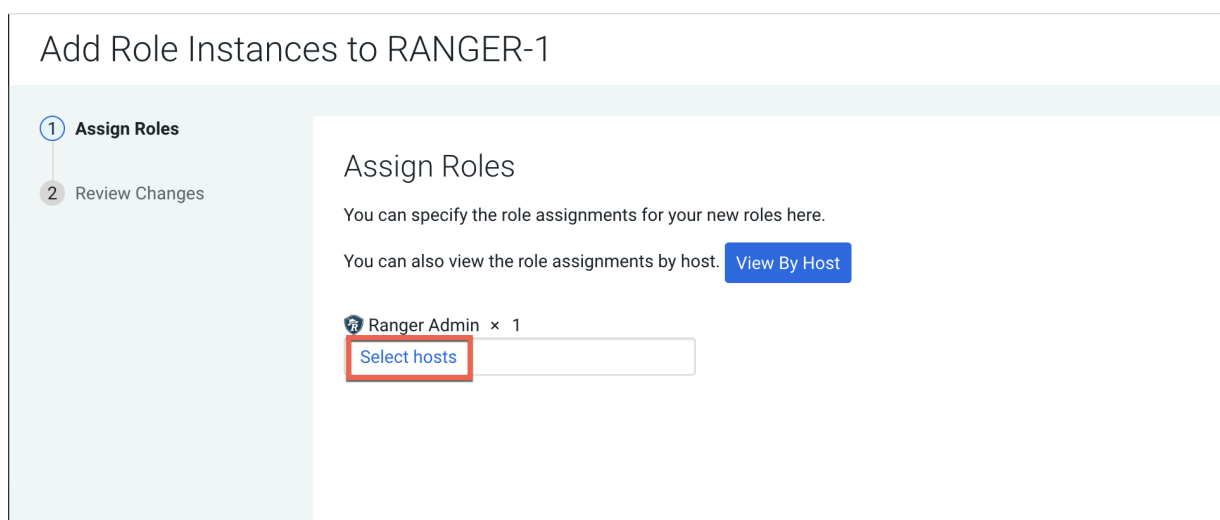 Add Role Instances to RANGER-1
1 Assign Roles
2 Review Changes
Assign Roles
You can specify the role assignments for your new roles here.
You can also view the role assignments by host. View By Host
Ranger Admin × 1
Select hosts